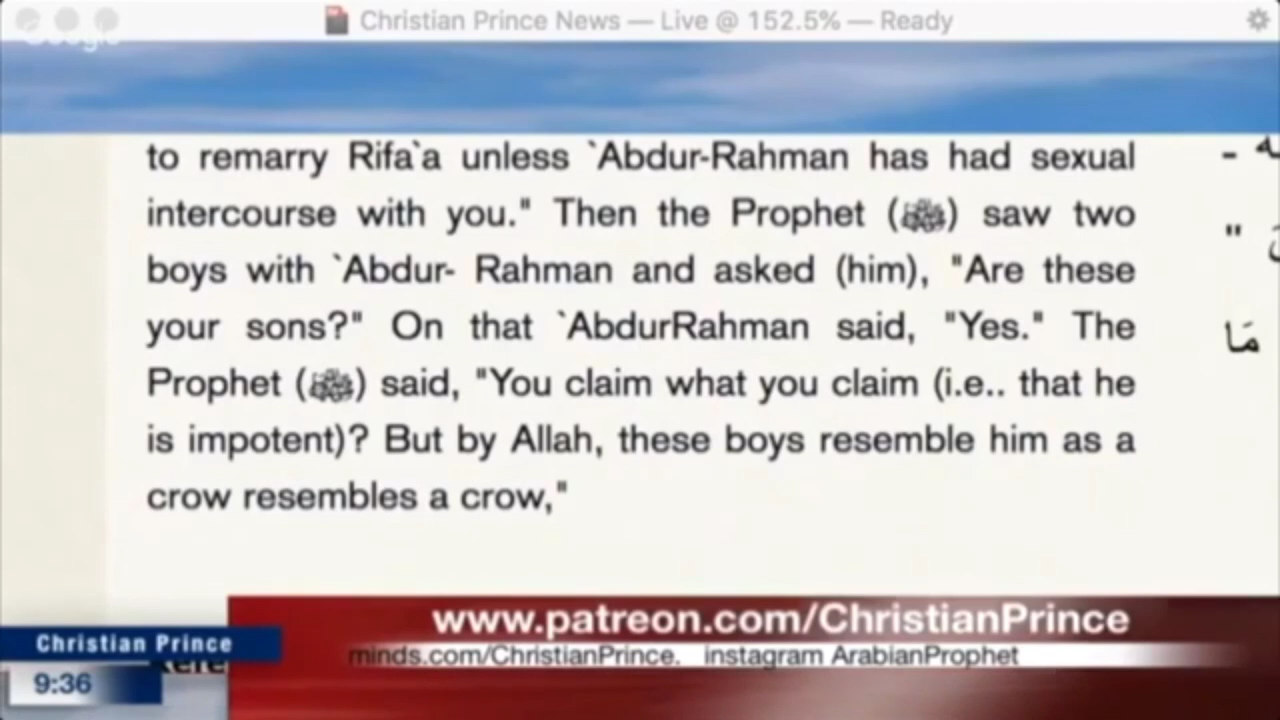 Christian Prince News — Live @ 152.5% — Ready
Google
to remarry Rifa`a unless `Abdur-Rahman has had sexual
intercourse with you." Then the Prophet (ﷺ) saw two
boys with `Abdur- Rahman and asked (him), "Are these
your sons?" On that `AbdurRahman said, "Yes." The
Prophet (ﷺ) said, "You claim what you claim (i.e.. that he
is impotent)? But by Allah, these boys resemble him as a
crow resembles a crow,"
مَا
www.patreon.com/ChristianPrince
Christian Prince
minds.com/ChristianPrince. instagram ArabianProphet
9:36